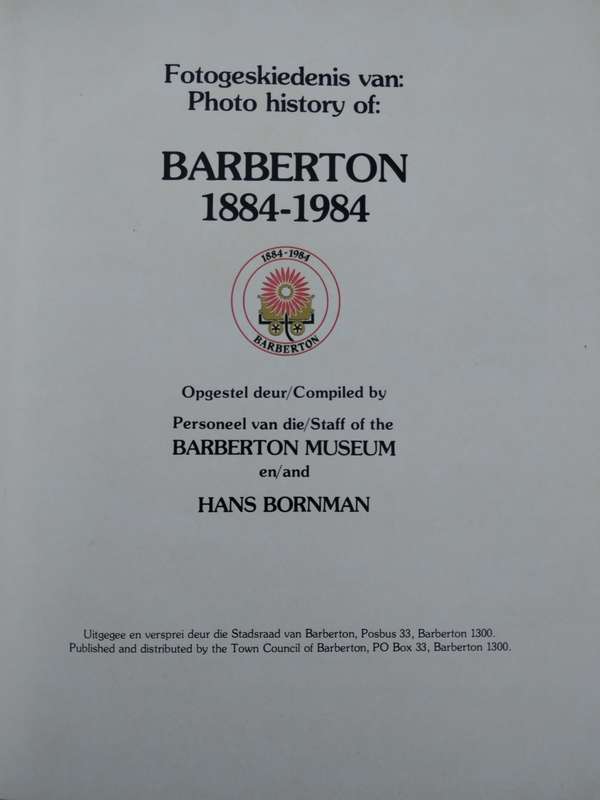 Fotogeskiedenis van:
Photo history of:
BARBERTON
1884-1984
1884-1984
BARBERTON
Opgestel deur/Compiled by
Personeel van die/Staff of the
BARBERTON MUSEUM
en/and
HANS BORNMAN
Uitgegee en versprei deur die Stadsraad van Barberton, Posbus 33, Barberton 1300.
Published and distributed by the Town Council of Barberton, PO Box 33, Barberton 1300.